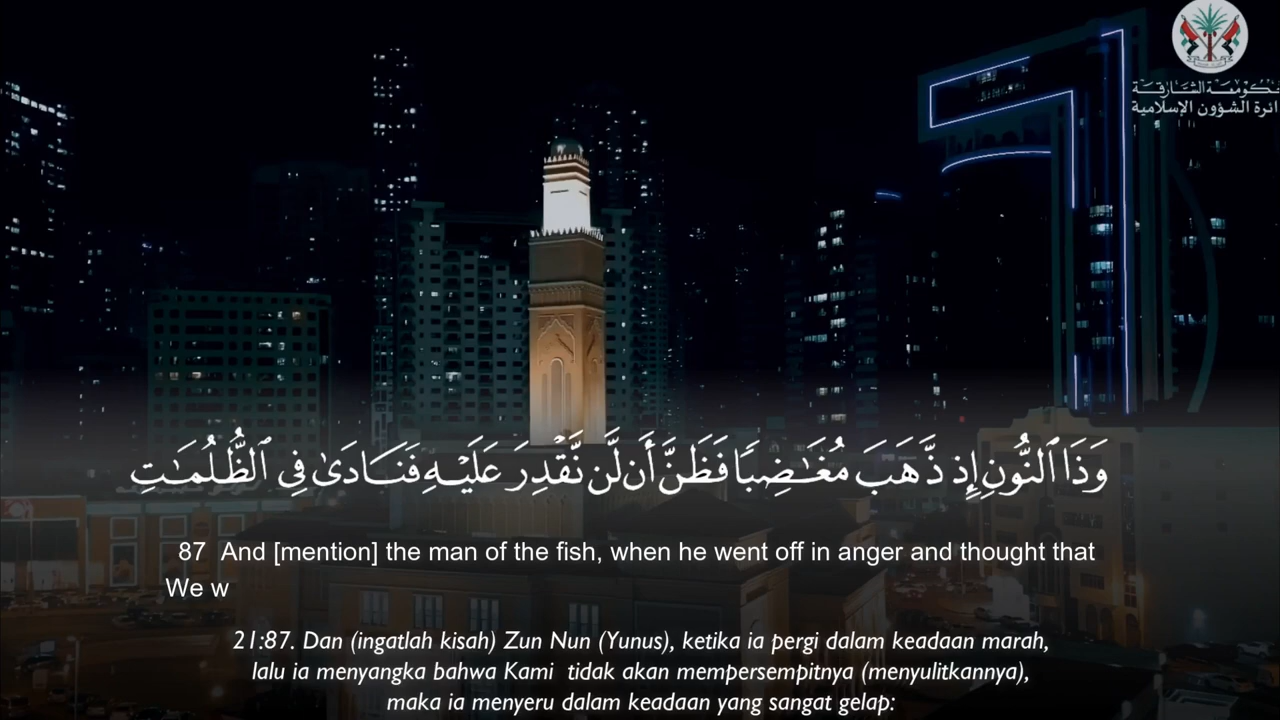 حكومة الشارقة
ائرة الشؤون الإسلامية
وَذَا ٱلنُّونِ إِذ ذَّهَبَ مُغَـٰضِبًا فَظَنَّ أَن لَّن نَّقْدِرَ عَلَيْهِ فَنَادَىٰ فِى ٱلظُّلُمَـٰتِ
87 And [mention] the man of the fish, when he went off in anger and thought that
We w
21:87. Dan (ingatlah kisah) Zun Nun (Yunus), ketika ia pergi dalam keadaan marah,
lalu ia menyangka bahwa Kami tidak akan mempersempitnya (menyulitkannya),
maka ia menyeru dalam keadaan yang sangat gelap: